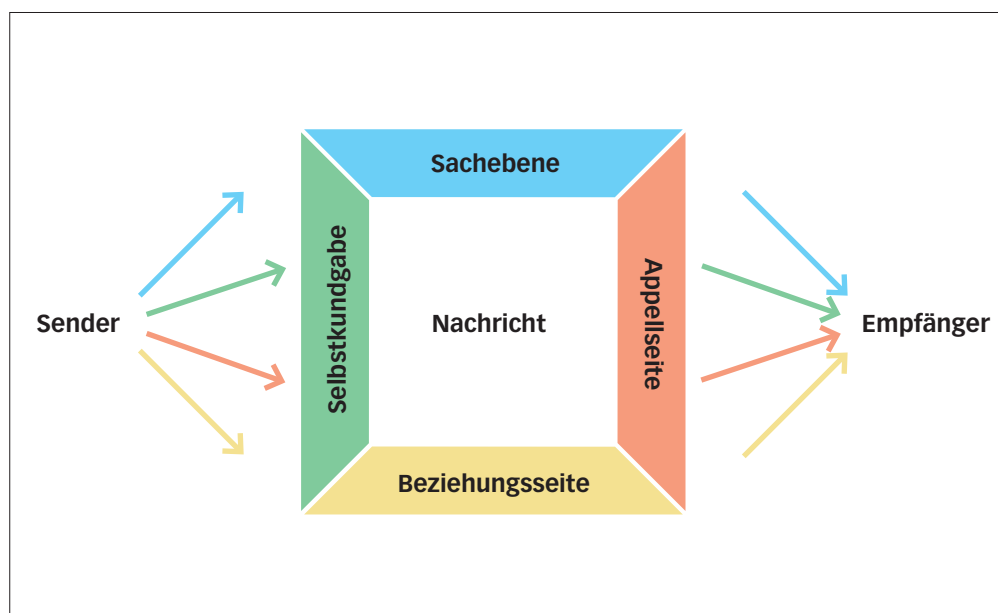 Sachebene
Sender
Selbstkundgabe
Nachricht
Appellseite
Empfänger
Beziehungsseite